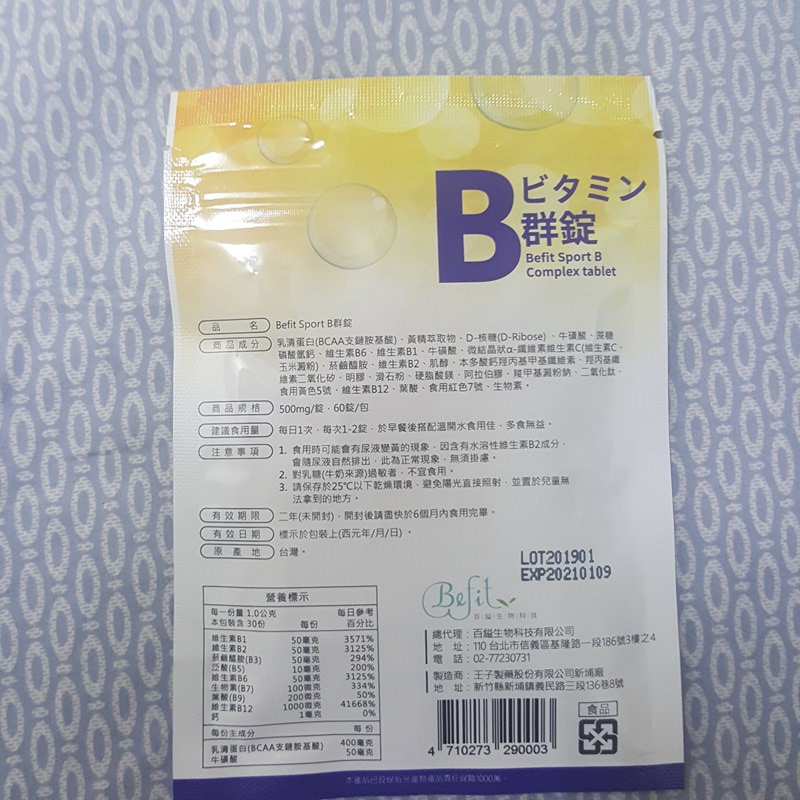 B ビタミン
群錠
Befit Sport B
Complex tablet
品名 Befit Sport B群錠
商品成分 乳清蛋白(BCAA支鏈胺基酸)、黃精萃取物、D-核糖(D-Ribose)、牛磺酸、蔗糖
磷酸氫鈣、維生素B6、維生素B1、牛磺酸、微結晶狀α-纖維素維生素C(維生素C、
玉米澱粉)、菸鹼醯胺、維生素B2、肌醇、本多酸鈣羥丙基甲基纖維素、羥丙基纖
維素二氧化矽、明膠、滑石粉、硬脂酸鎂、阿拉伯膠、羧甲基澱粉鈉、二氧化鈦、
食用黃色5號、維生素B12、葉酸、食用紅色7號、生物素。
商品規格 500mg/錠,60錠/包
建議食用量 每日1次,每次1-2錠,於早餐後搭配溫開水食用佳,多食無益。
注意事項 1. 食用時可能會有尿液變黃的現象,因含有水溶性維生素B2成分,
會隨尿液自然排出,此為正常現象,無須掛慮。
2. 對乳糖(牛奶來源)過敏者,不宜食用。
3. 請保存於25℃以下乾燥環境,避免陽光直接照射,並置於兒童無
法拿到的地方。
有效期限 二年(未開封),開封後請盡快於6個月內食用完畢。
有效日期 標示於包裝上(西元年/月/日)。
原產地 台灣。
LOT201901
EXP20210109
營養標示
每一份量 1.0公克
本包裝含 30份 每份 每日參考百分比
維生素B1 50毫克 3571%
維生素B2 50毫克 3125%
菸鹼醯胺(B3) 50毫克 294%
泛酸(B5) 10毫克 200%
維生素B6 50毫克 3125%
生物素(B7) 100微克 334%
葉酸(B9) 200微克 50%
維生素B12 1000微克 41668%
鈣 1毫克 0%
每份主成分 每份
乳清蛋白(BCAA支鏈胺基酸) 400毫克
牛磺酸 50毫克
Befit
百鎰生物科技
總代理:百鎰生物科技有限公司
地址:110 台北市信義區基隆路一段186號3樓之4
電話:02-77230731
製造商:王子製藥股份有限公司新埔廠
地址:新竹縣新埔鎮義民路三段136巷8號
4 710273 290003
食品
本產品已投保新光產物產品責任保險1000萬。